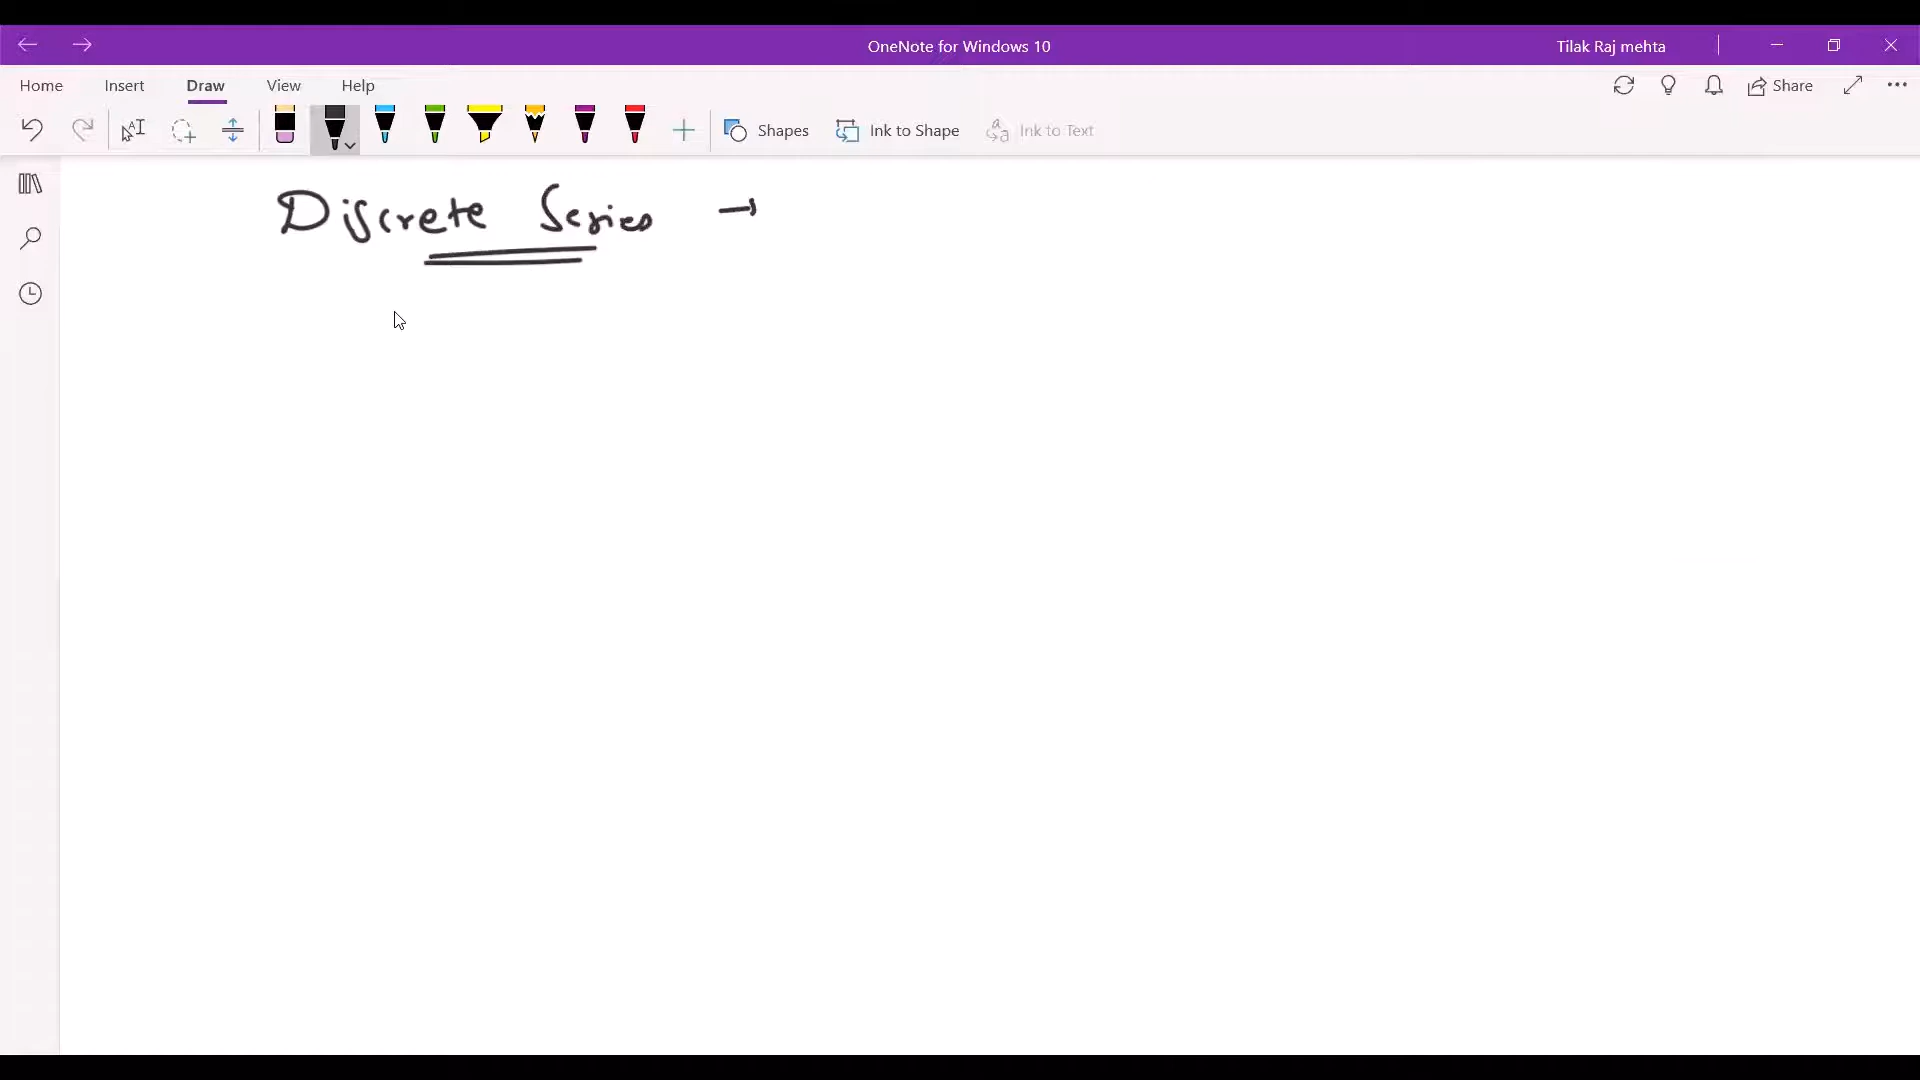 OneNote for Windows 10
Tilak Raj mehta
Home Insert Draw View Help Share
Shapes Ink to Shape Ink to Text
Discrete Series →